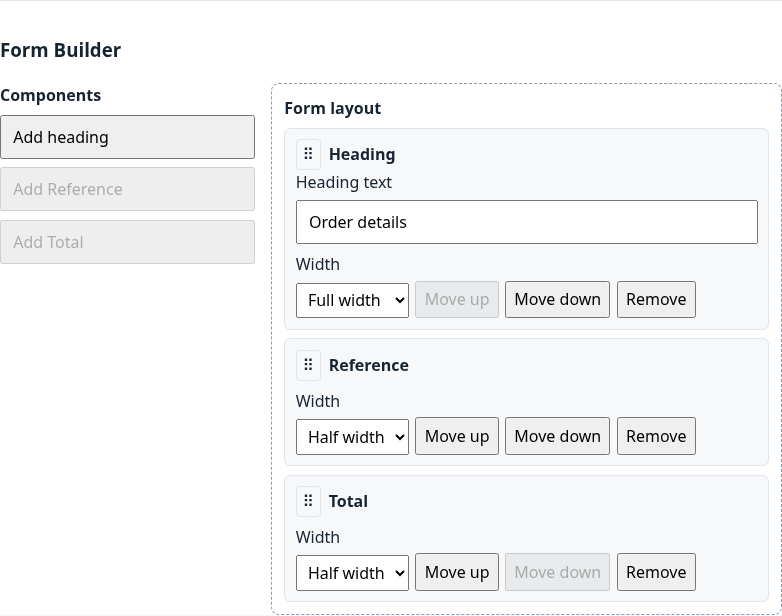 Form Builder
Components
Add heading
Add Reference
Add Total
Form layout
Heading
Heading text
Order details
Width
Full width Move up Move down Remove
Reference
Width
Half width Move up Move down Remove
Total
Width
Half width Move up Move down Remove